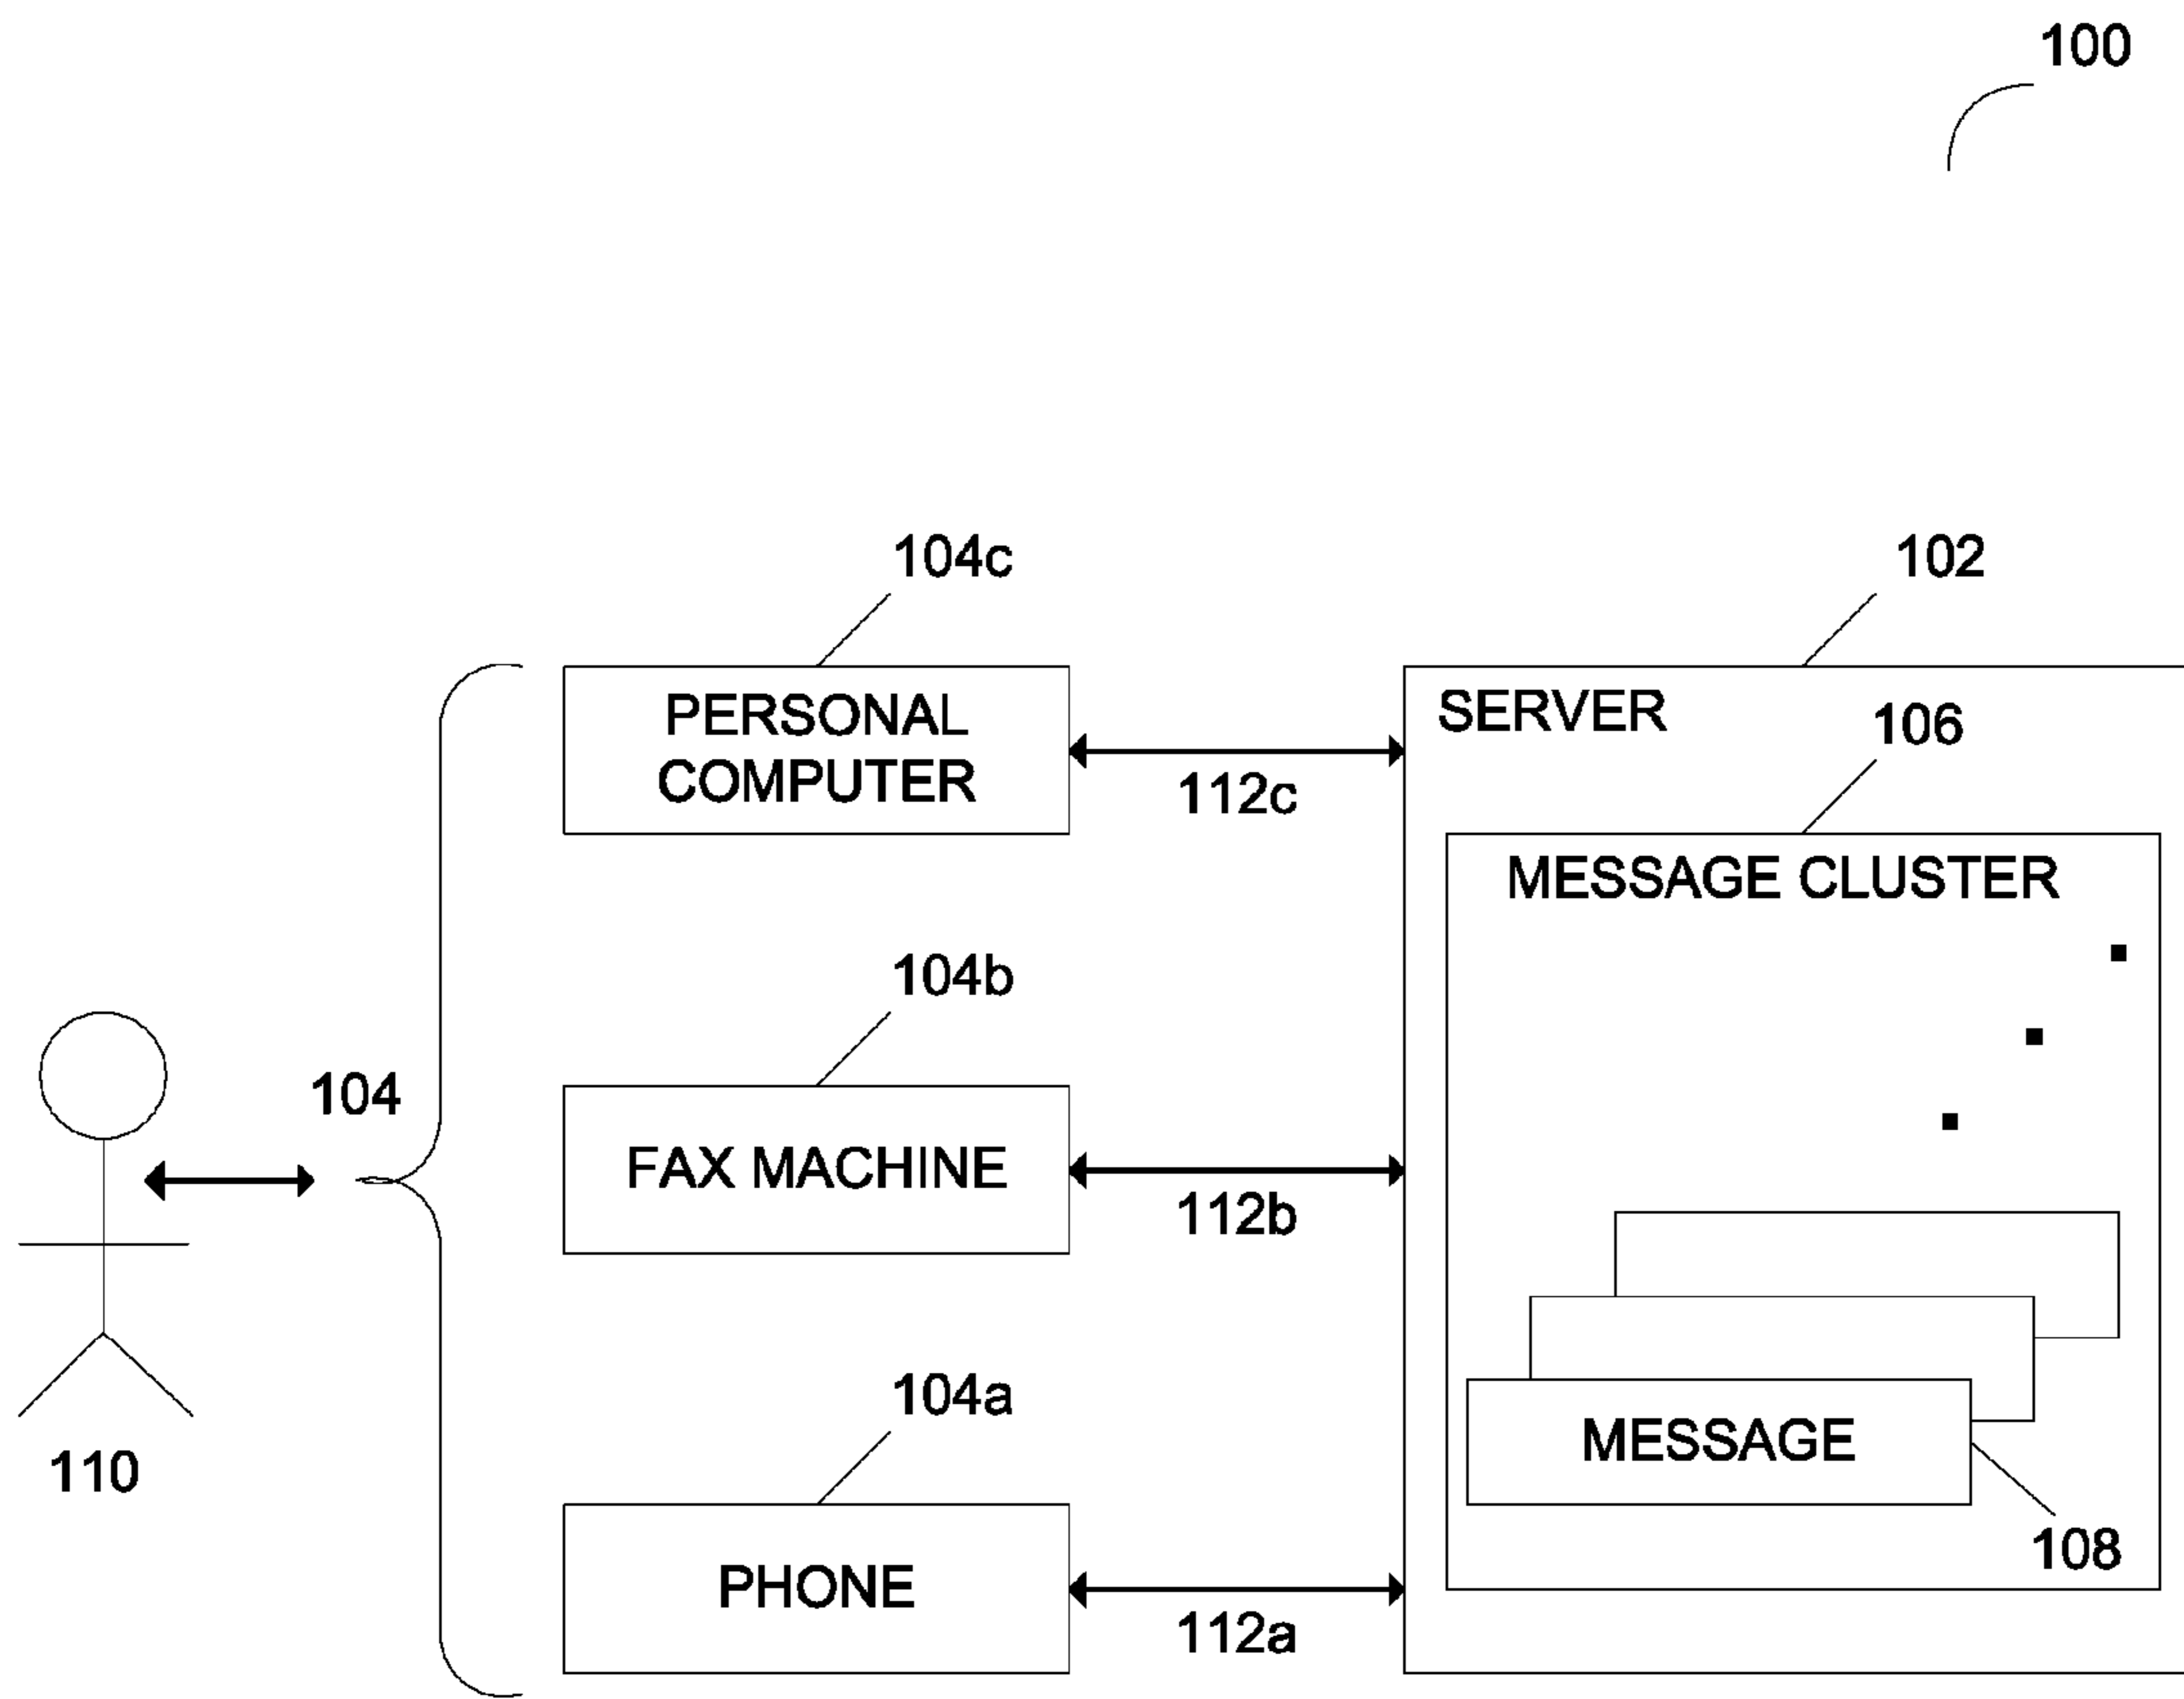 100
104c
102
PERSONAL
COMPUTER
SERVER
112c
106
MESSAGE CLUSTER
104b
104
FAX MACHINE
112b
104a
110
MESSAGE
108
PHONE
112a